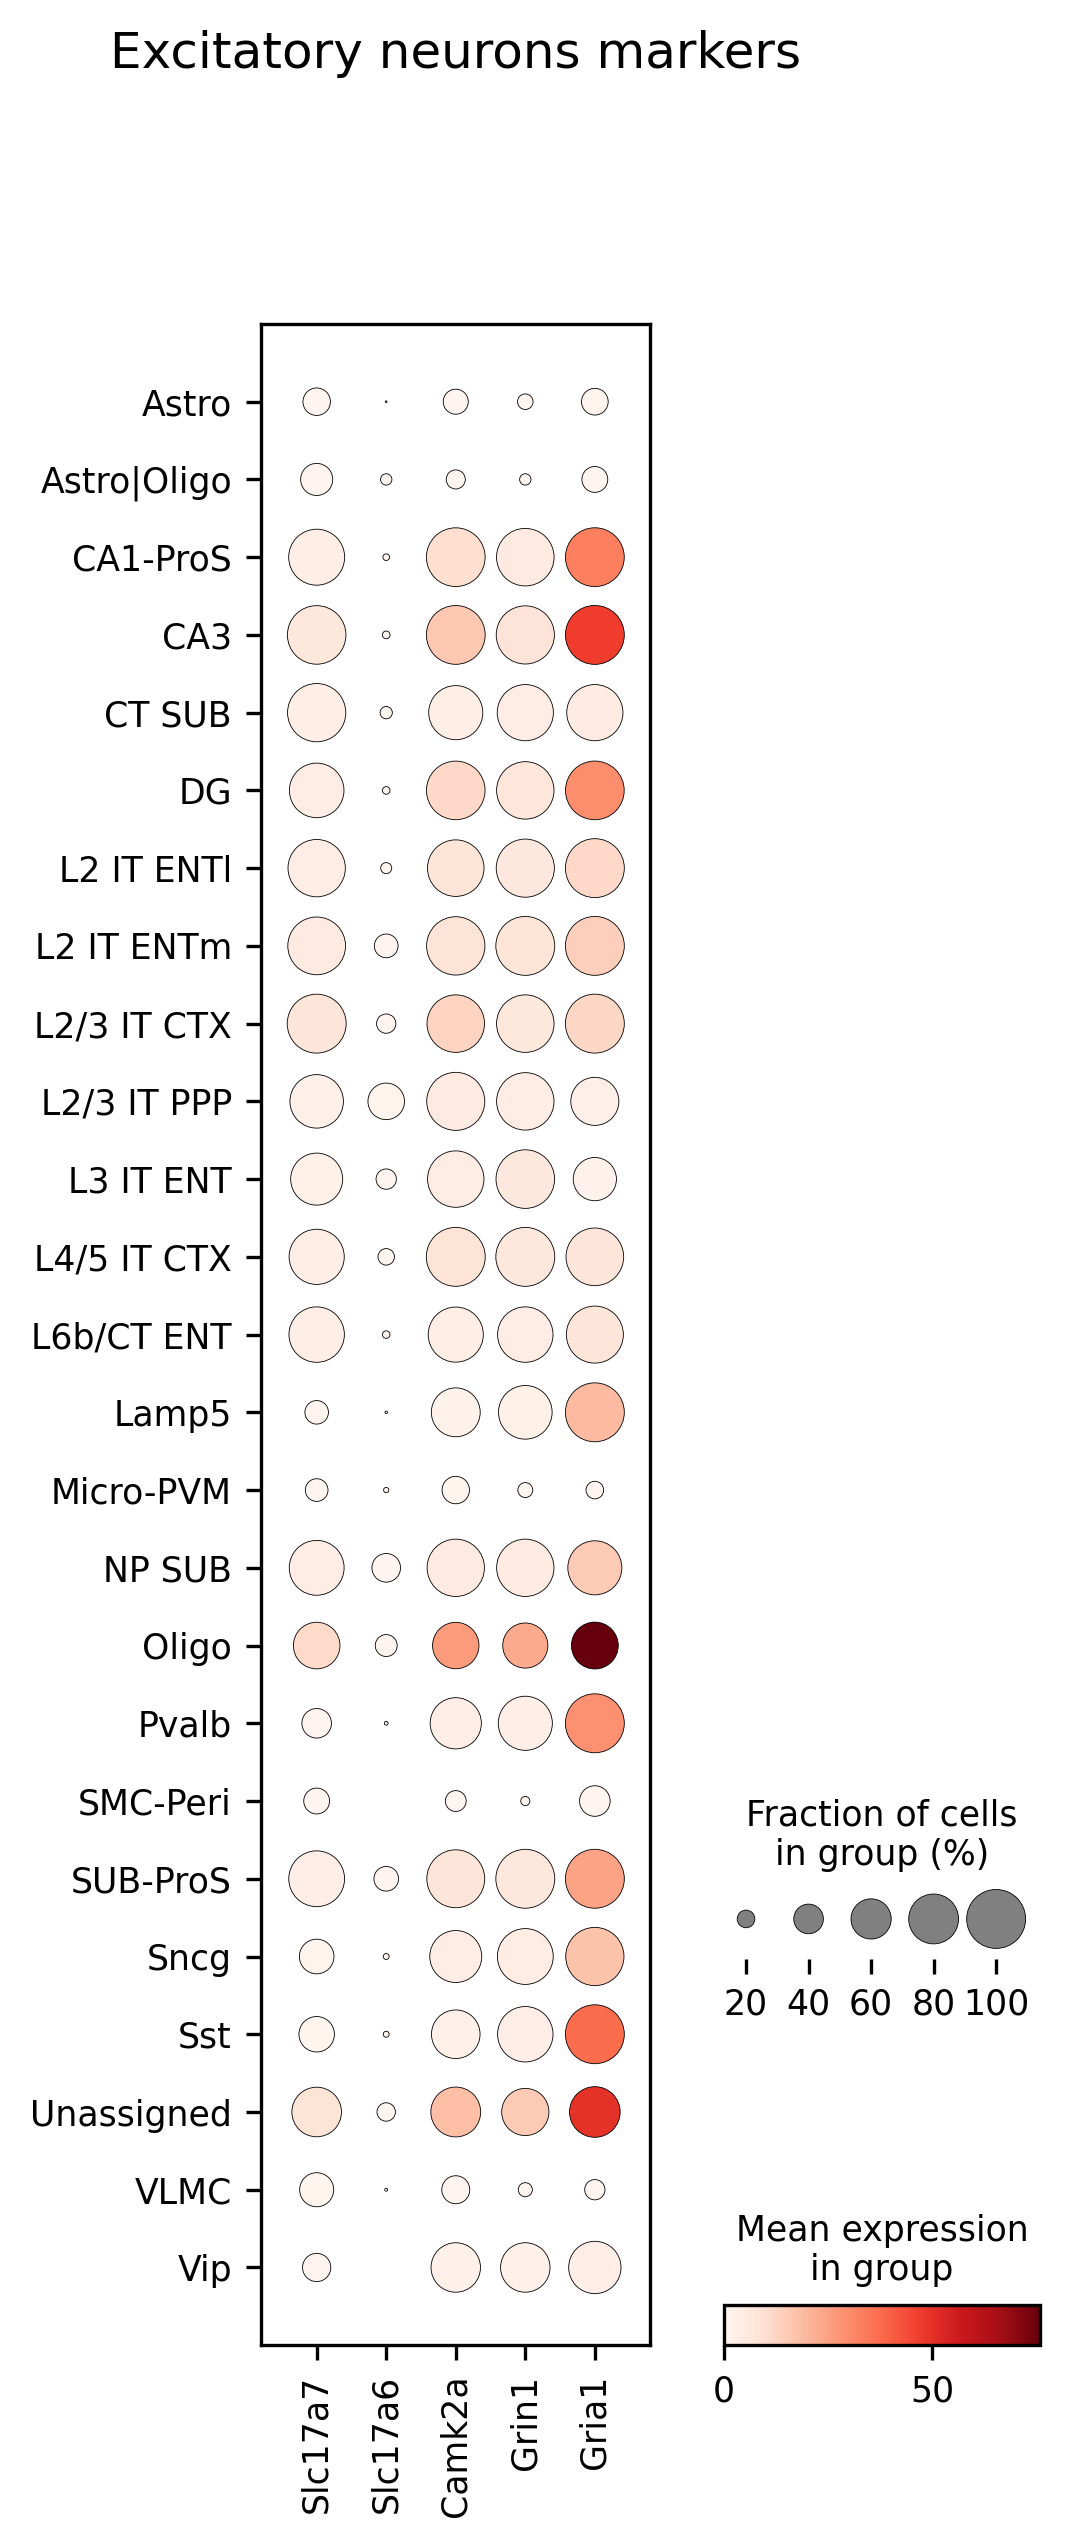 Excitatory neurons markers
Astro
Astro|Oligo
CA1-ProS
CA3
CT SUB
DG
L2 IT ENTl
L2 IT ENTm
L2/3 IT CTX
L2/3 IT PPP
L3 IT ENT
L4/5 IT CTX
L6b/CT ENT
Lamp5
Micro-PVM
NP SUB
Oligo
Pvalb
SMC-Peri
SUB-ProS
Sncg
Sst
Unassigned
VLMC
Vip
Slc17a7
Slc17a6
Camk2a
Grin1
Gria1
Fraction of cells
in group (%)
20 40 60 80 100
Mean expression
in group
0 50